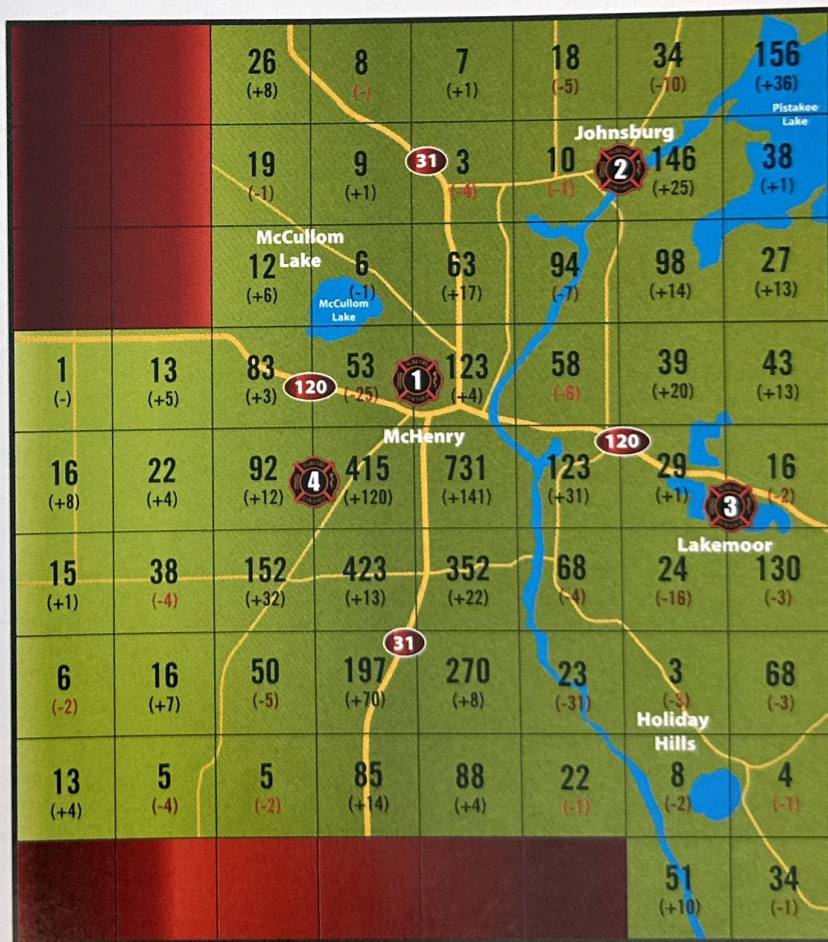 26 8 7 18 34 156
(+8) (-) (+1) (-5) (-10) (+36)
Pistakee
Lake
Johnsburg
19 9 31 3 10 2 146 38
(-1) (+1) (-4) (-1) (+25) (+1)
McCullom
Lake
12 6 63 94 98 27
(+6) (-1) (+17) (-7) (+14) (+13)
McCullom
Lake
1 13 83 120 53 1 123 58 39 43
(-) (+5) (+3) (-25) (+4) (-6) (+20) (+13)
McHenry
120
16 22 92 4 415 731 123 29 3 16
(+8) (+4) (+12) (+120) (+141) (+31) (+1) (-2)
Lakemoor
15 38 152 423 352 68 24 130
(+1) (-4) (+32) (+13) (+22) (-4) (-16) (-3)
31
6 16 50 197 270 23 3 68
(-2) (+7) (-5) (+70) (+8) (-31) (-3) (-3)
Holiday
Hills
13 5 5 85 88 22 8 4
(+4) (-4) (-2) (+14) (+4) (-1) (-2) (-1)
51 34
(+10) (-1)